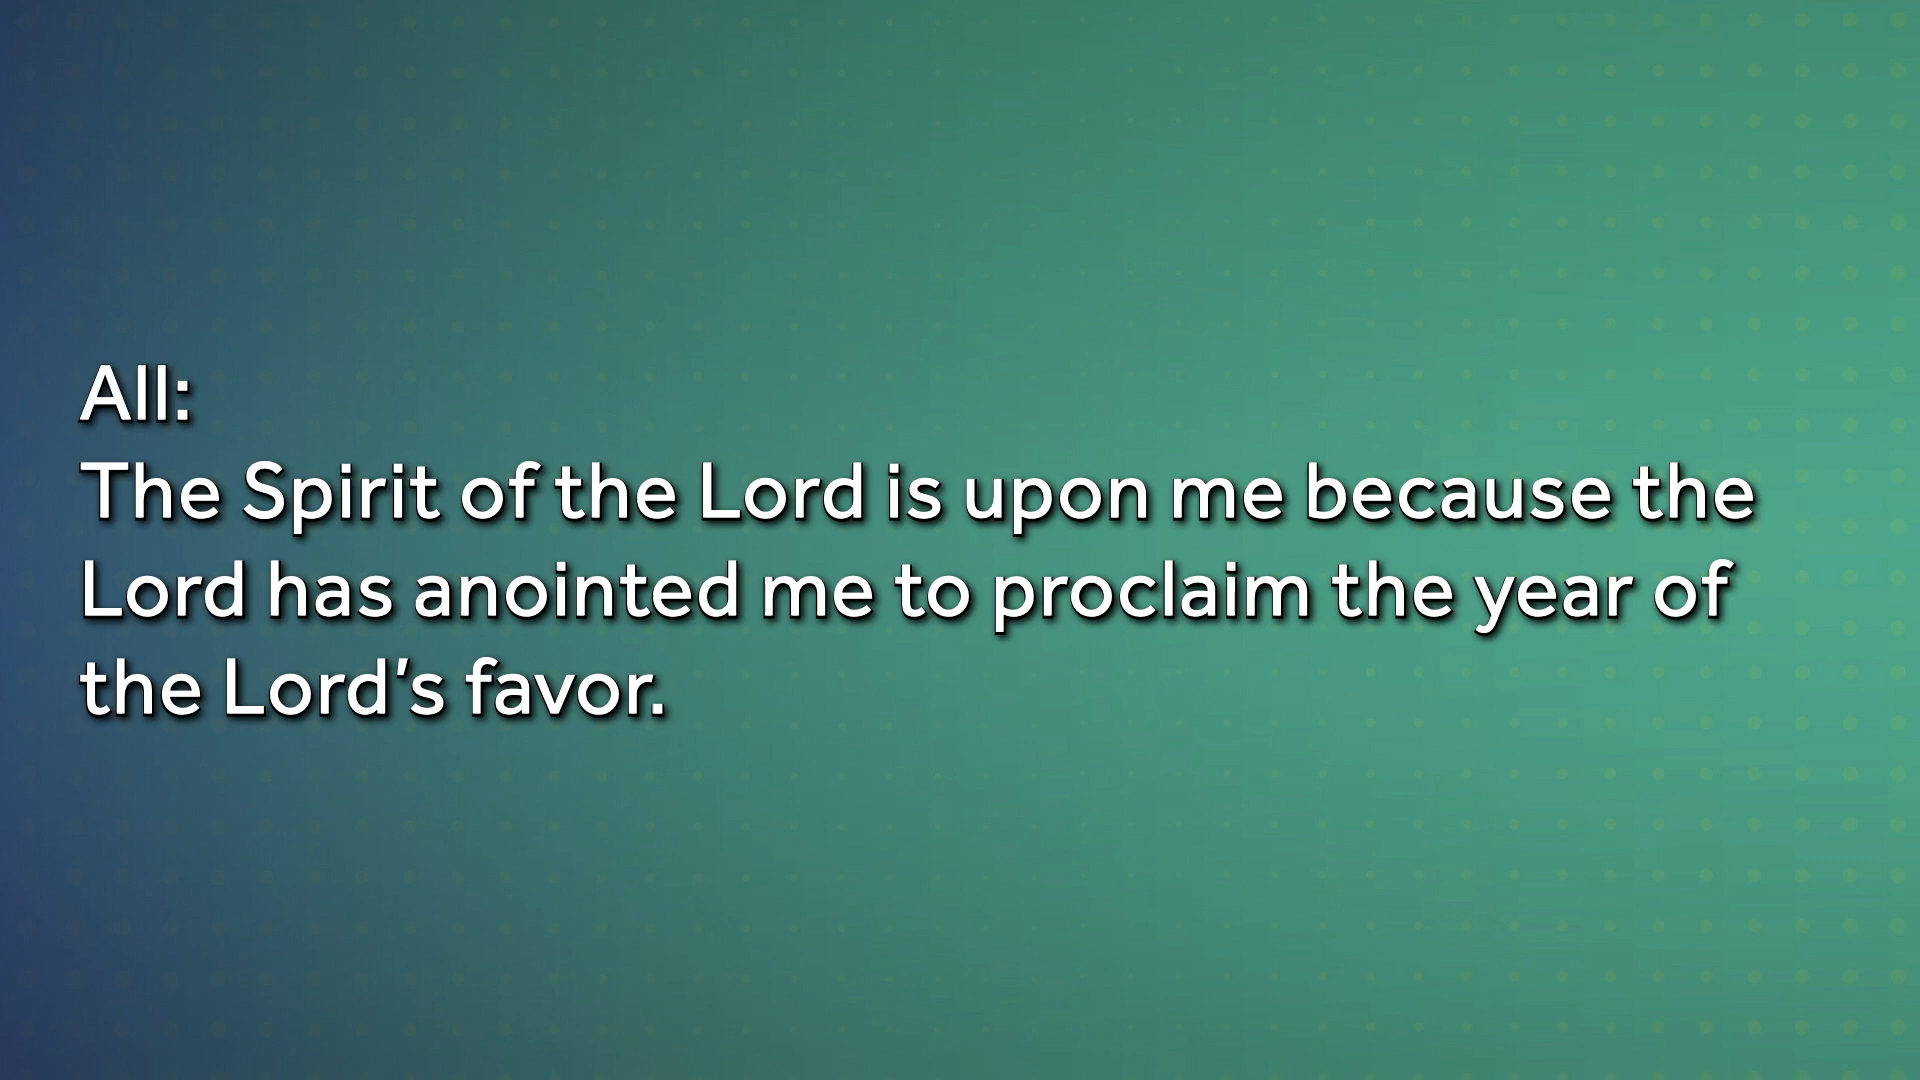 All:
The Spirit of the Lord is upon me because the
Lord has anointed me to proclaim the year of
the Lord’s favor.